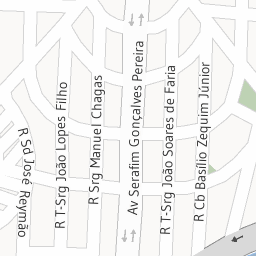 R Sd José Reymão
R T-Srg João Lopes Filho
R Srg Manuel Chagas
Av Serafim Gonçalves Pereira
R T-Srg João Soares de Faria
R Cb Basílio Zequim Júnior